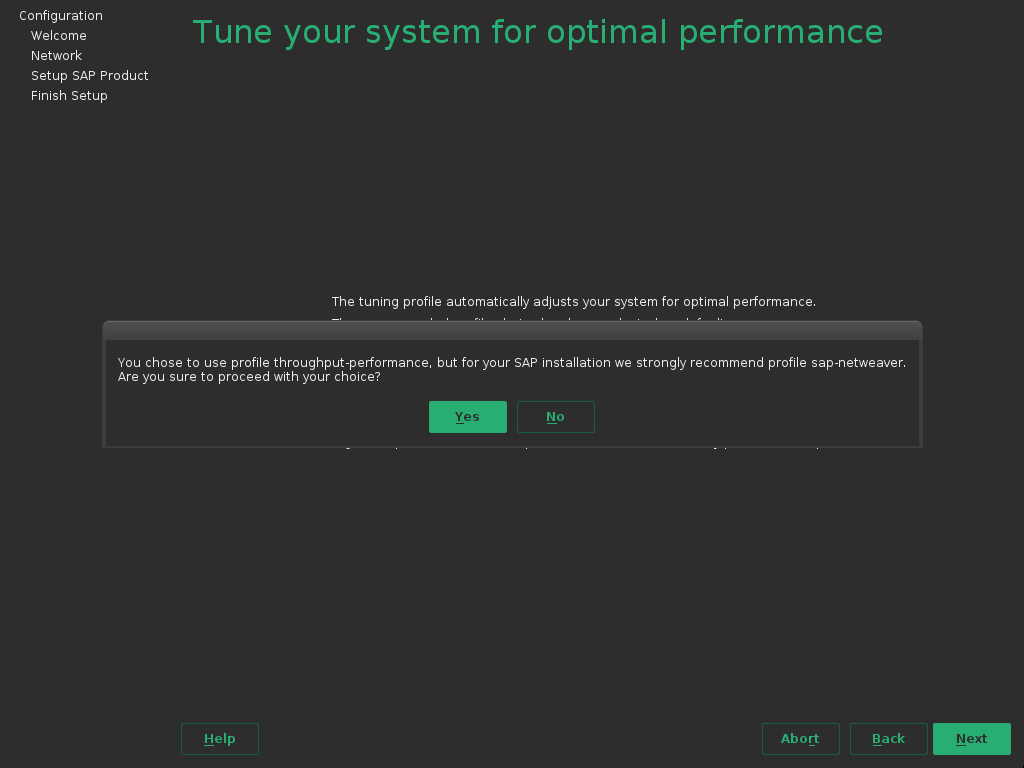 Configuration
Welcome
Network
Setup SAP Product
Finish Setup
Tune your system for optimal performance
The tuning profile automatically adjusts your system for optimal performance.
You chose to use profile throughput-performance, but for your SAP installation we strongly recommend profile sap-netweaver.
Are you sure to proceed with your choice?
Yes
No
Help
Abort
Back
Next